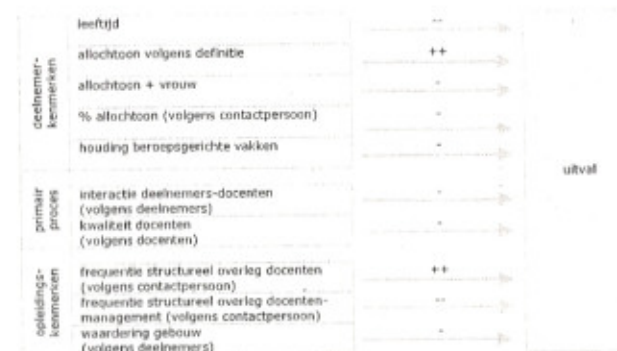 leeftijd --
allochtoon volgens definitie ++
allochtoon + vrouw -
% allochtoon (volgens contactpersoon) -
houding beroepsgerichte vakken -
deelnemer-
kenmerken
uitval
interactie deelnemers-docenten -
(volgens deelnemers)
kwaliteit docenten -
(volgens docenten)
primair
proces
frequentie structureel overleg docenten ++
(volgens contactpersoon)
frequentie structureel overleg docenten- --
management (volgens contactpersoon)
waardering gebouw -
(volgens deelnemers)
opleidings-
kenmerken